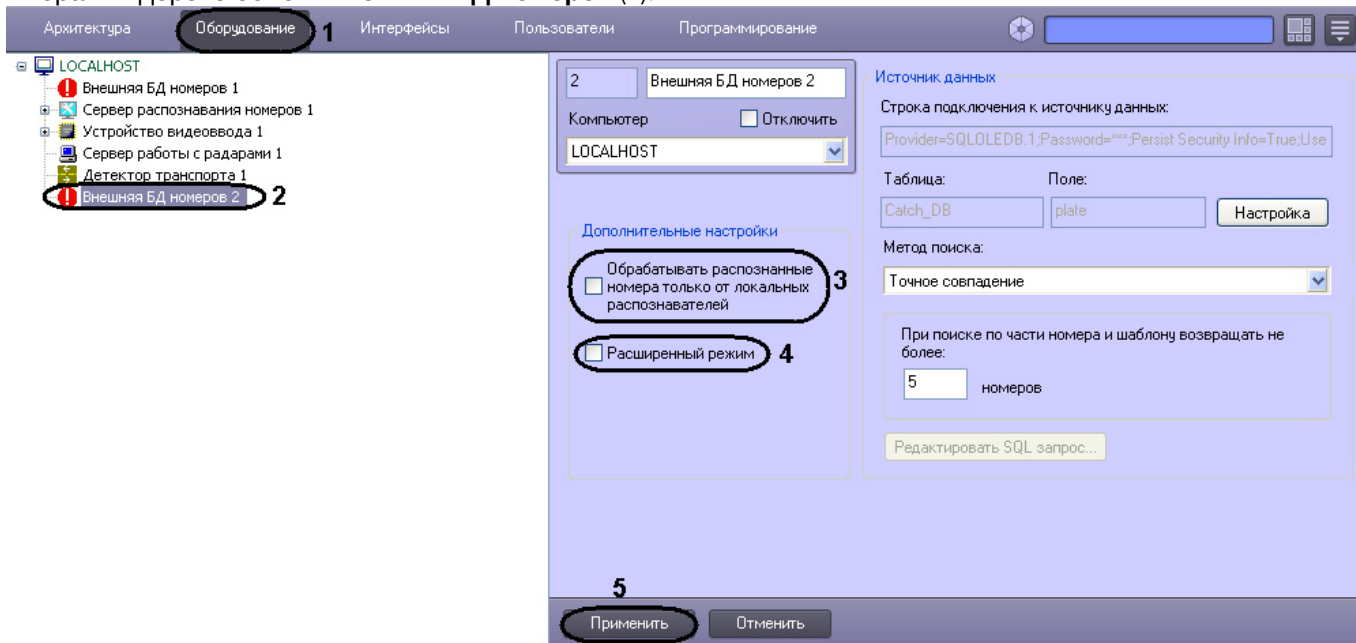 Архитектура Оборудование 1 Интерфейсы Пользователи Программирование
LOCALHOST
Внешняя БД номеров 1
Сервер распознавания номеров 1
Устройство видеоввода 1
Сервер работы с радарами 1
Детектор транспорта 1
Внешняя БД номеров 2 2
2 Внешняя БД номеров 2
Компьютер Отключить
LOCALHOST
Дополнительные настройки
Обрабатывать распознанные
номера только от локальных 3
распознавателей
Расширенный режим 4
Источник данных
Строка подключения к источнику данных:
Provider=SQLOLEDB.1;Password=***;Persist Security Info=True;Use
Таблица: Поле:
Catch_DB plate Настройка
Метод поиска:
Точное совпадение
При поиске по части номера и шаблону возвращать не
более:
5 номеров
Редактировать SQL запрос...
5
Применить Отменить